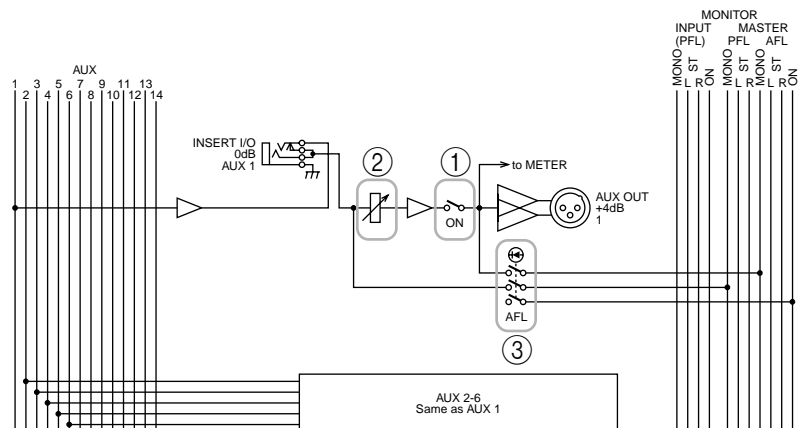 MONITOR
INPUT MASTER
(PFL) PFL AFL
MONO ST L R ON MONO ST L R MONO ST L R ON
AUX
1 2 3 4 5 6 7 8 9 10 11 12 13 14
INSERT I/O
0dB
AUX 1
2
1
to METER
ON
AUX OUT
+4dB
1
AFL
3
AUX 2-6
Same as AUX 1